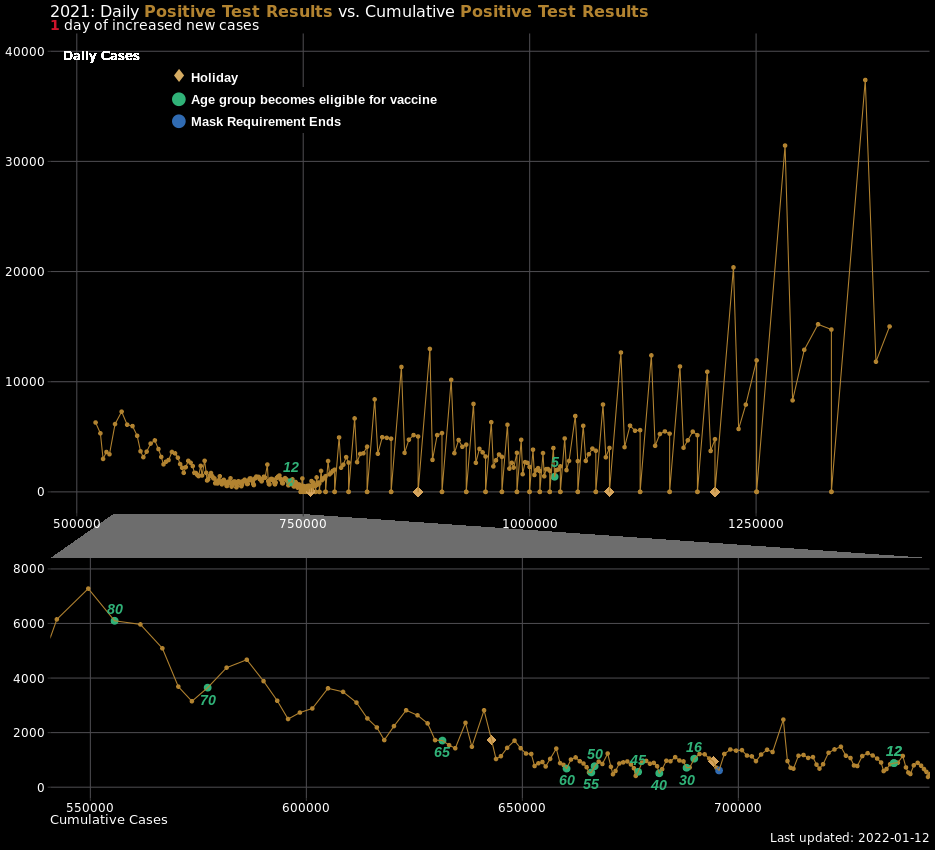 2021: Daily Positive Test Results vs. Cumulative Positive Test Results
1 day of increased new cases
40000
Daily Cases
Holiday
Age group becomes eligible for vaccine
Mask Requirement Ends
30000
20000
10000
12
5
0
500000 750000 1000000 1250000
8000
80
6000
4000
70
16
2000
65
50
45
12
60
55
40
30
0
550000 600000 650000 700000
Cumulative Cases
Last updated: 2022-01-12